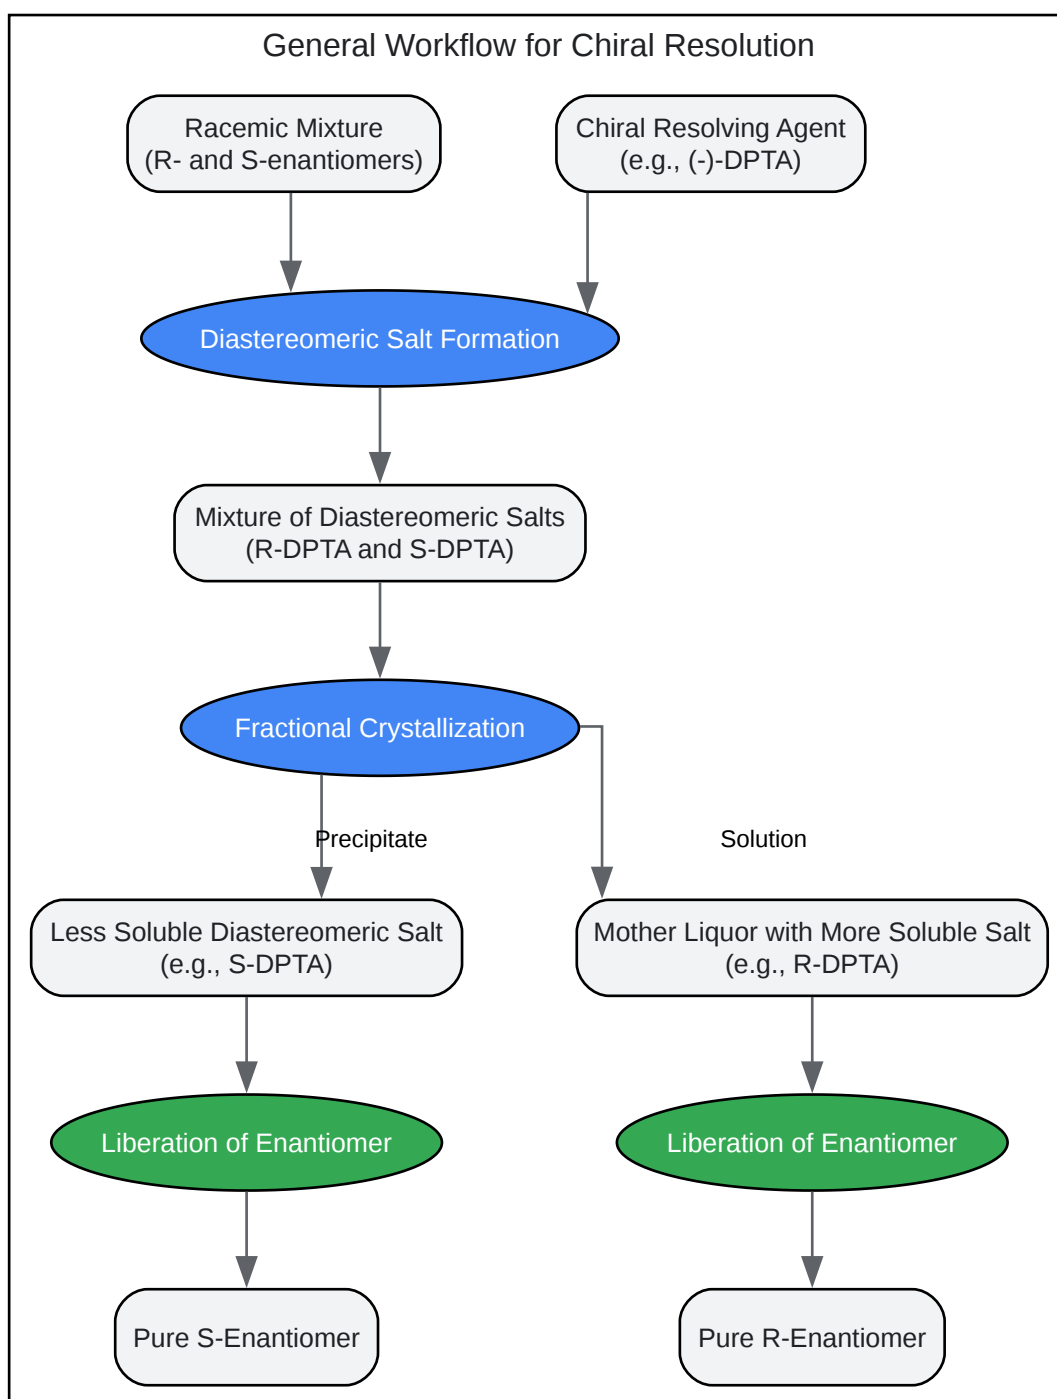 General Workflow for Chiral Resolution
Racemic Mixture
(R- and S-enantiomers)
Chiral Resolving Agent
(e.g., (-)-DPTA)
Diastereomeric Salt Formation
Mixture of Diastereomeric Salts
(R-DPTA and S-DPTA)
Fractional Crystallization
Precipitate
Solution
Less Soluble Diastereomeric Salt
(e.g., S-DPTA)
Mother Liquor with More Soluble Salt
(e.g., R-DPTA)
Liberation of Enantiomer
Liberation of Enantiomer
Pure S-Enantiomer
Pure R-Enantiomer